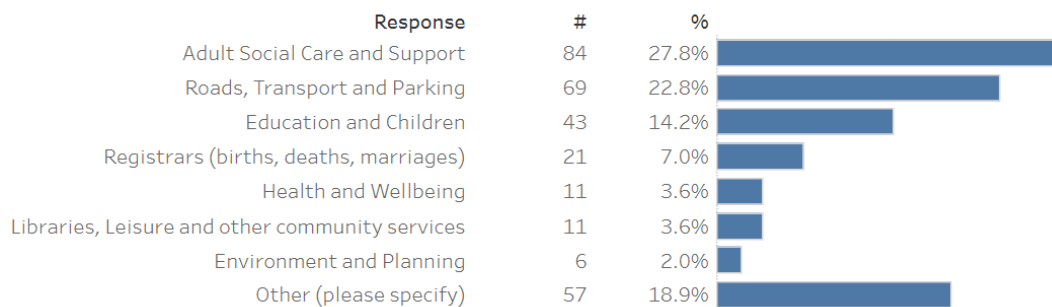 Response # %
Adult Social Care and Support 84 27.8%
Roads, Transport and Parking 69 22.8%
Education and Children 43 14.2%
Registrars (births, deaths, marriages) 21 7.0%
Health and Wellbeing 11 3.6%
Libraries, Leisure and other community services 11 3.6%
Environment and Planning 6 2.0%
Other (please specify) 57 18.9%